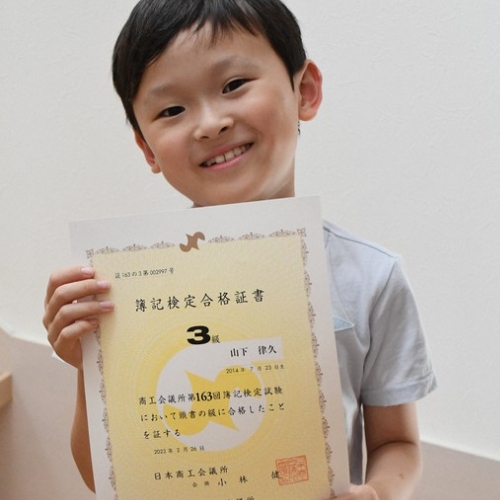 証163の3第002997号
簿記検定合格証書
3級
山下 律久
2014年7月23日生
商工会議所第163回簿記検定試験
において頭書の級に合格したこと
を証する
2023年2月26日
日本商工会議所
会頭 小林 健